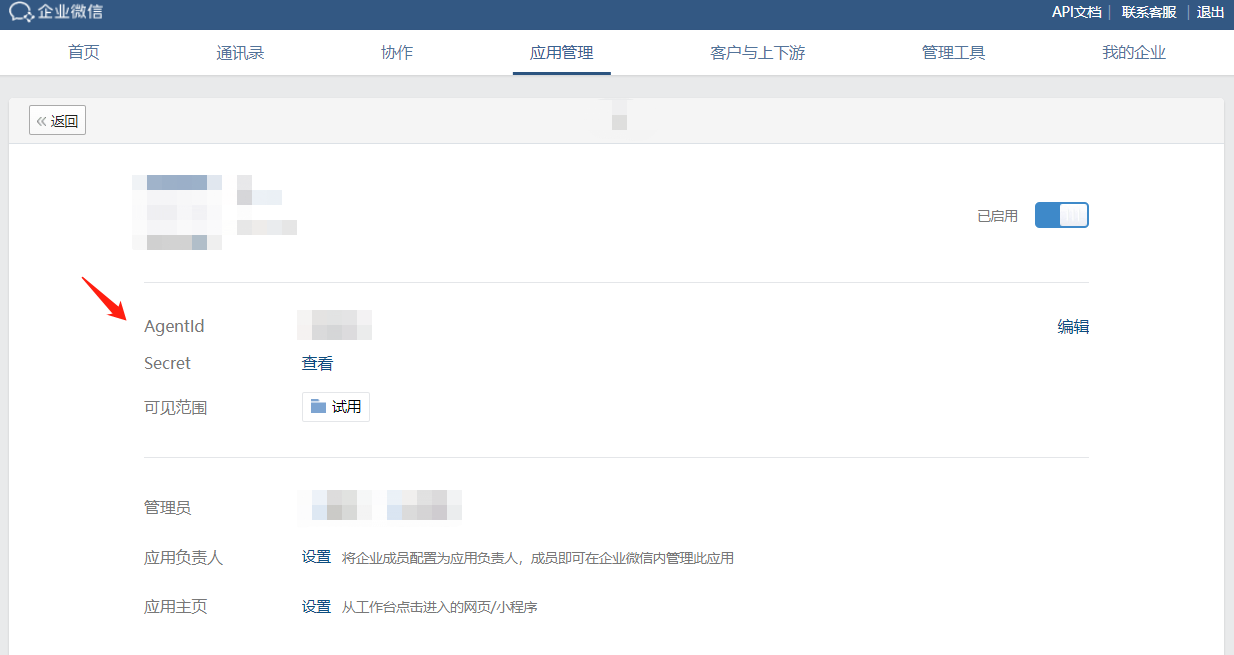 企业微信 API文档 | 联系客服 | 退出
首页 通讯录 协作 应用管理 客户与上下游 管理工具 我的企业
« 返回
已启用
AgentId 编辑
Secret 查看
可见范围 试用
管理员
应用负责人 设置 将企业成员配置为应用负责人，成员即可在企业微信内管理此应用
应用主页 设置 从工作台点击进入的网页/小程序